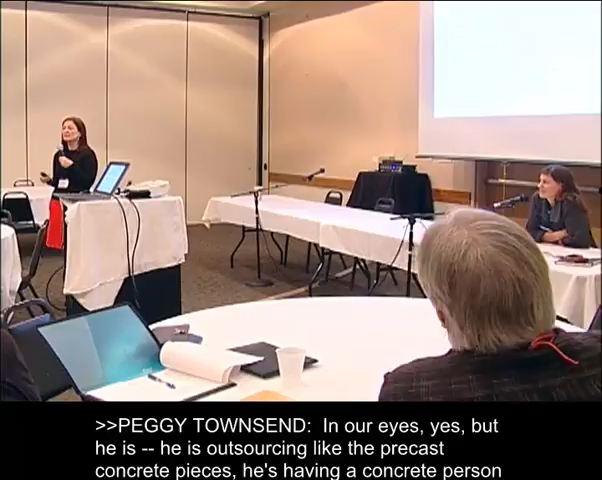 >>PEGGY TOWNSEND:  In our eyes, yes, but
he is -- he is outsourcing like the precast
concrete pieces, he's having a concrete person